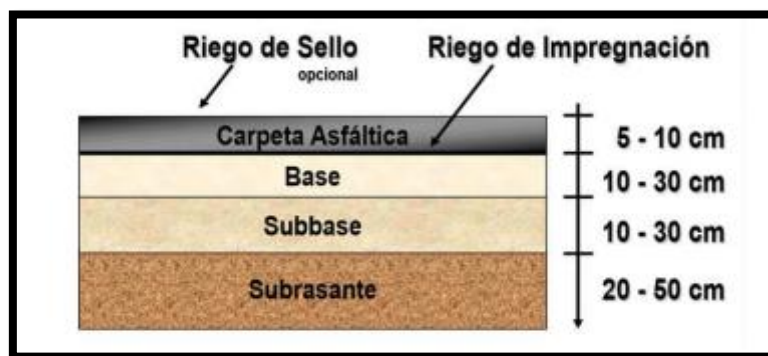 Riego de Sello
opcional
Riego de Impregnación
Carpeta Asfáltica
5 - 10 cm
Base
10 - 30 cm
Subbase
10 - 30 cm
Subrasante
20 - 50 cm